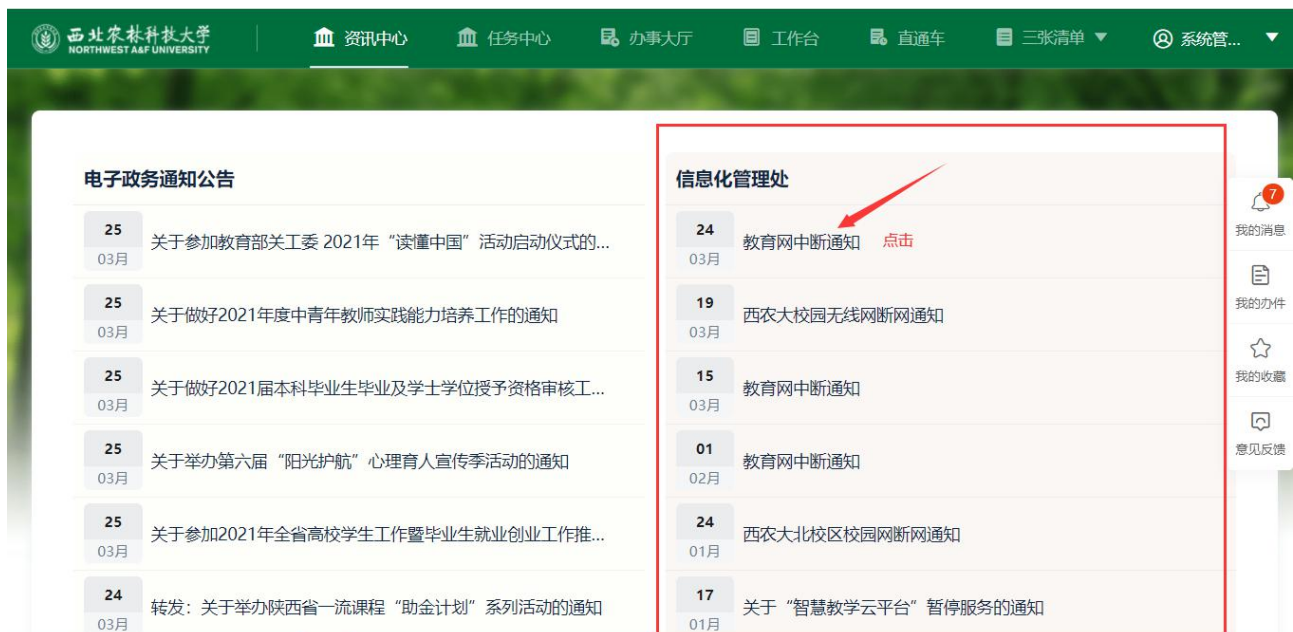 西北农林科技大学
NORTHWEST A&F UNIVERSITY
资讯中心
任务中心
办事大厅
工作台
直通车
三张清单
系统管...
电子政务通知公告
25
03月
关于参加教育部关工委 2021年“读懂中国”活动启动仪式的...
25
03月
关于做好2021年度中青年教师实践能力培养工作的通知
25
03月
关于做好2021届本科毕业生毕业及学士学位授予资格审核工...
25
03月
关于举办第六届“阳光护航”心理育人宣传季活动的通知
25
03月
关于参加2021年全省高校学生工作暨毕业生就业创业工作推...
24
03月
转发：关于举办陕西省一流课程“助金计划”系列活动的通知
信息化管理处
24
03月
教育网中断通知
点击
19
03月
西农大校园无线网断网通知
15
03月
教育网中断通知
01
02月
教育网中断通知
24
01月
西农大北校区校园网断网通知
17
01月
关于“智慧教学云平台”暂停服务的通知
7
我的消息
我的办件
我的收藏
意见反馈